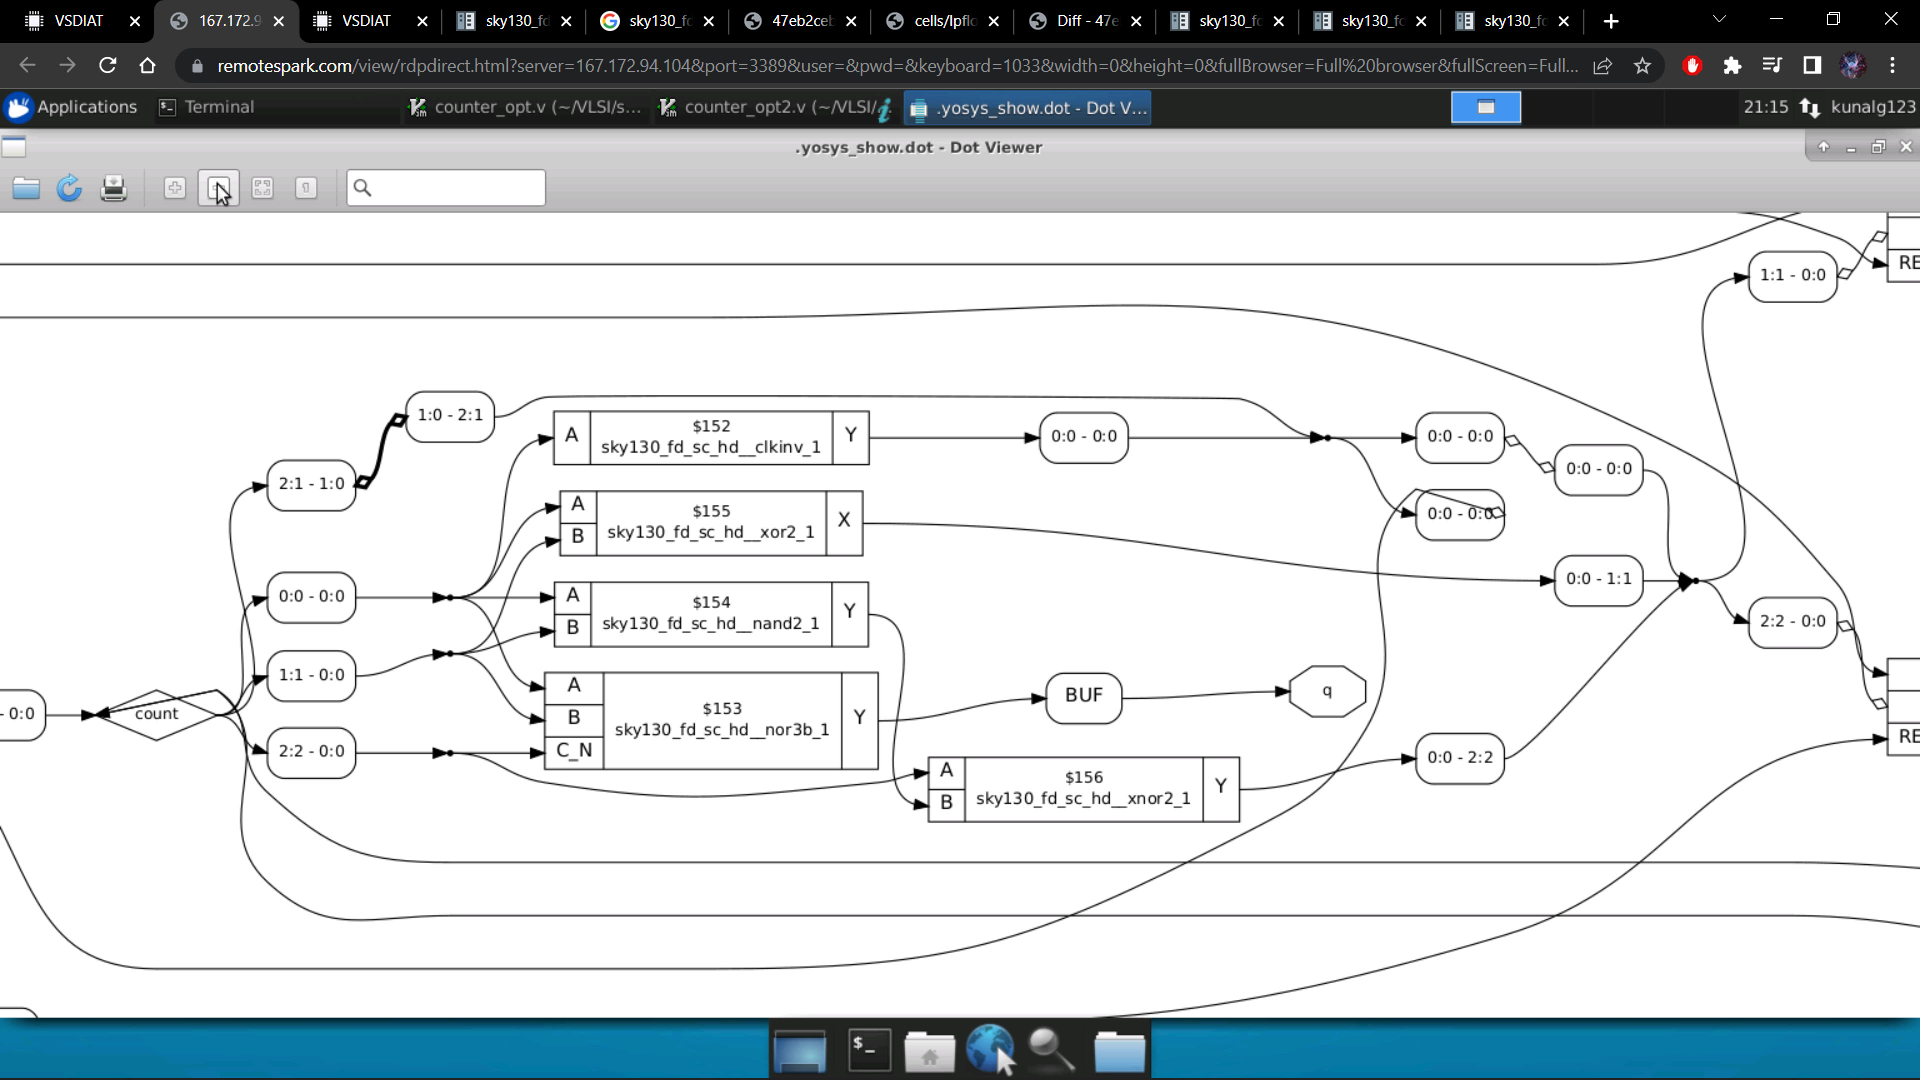 VSDIAT
167.172.9
VSDIAT
sky130_fd
sky130_fd
47eb2ceb
cells/lpflo
Diff - 47e
sky130_fd
sky130_fd
sky130_fd
remotespark.com/view/rdpdirect.html?server=167.172.94.104&port=3389&user=&pwd=&keyboard=1033&width=0&height=0&fullBrowser=Full%20browser&fullScreen=Full...
Applications
Terminal
counter_opt.v (~/VLSI/s...
counter_opt2.v (~/VLSI/
.yosys_show.dot - Dot V...
21:15
kunalg123
.yosys_show.dot - Dot Viewer
RE
1:1 - 0:0
1:0 - 2:1
2:1 - 1:0
A
$152
sky130_fd_sc_hd__clkinv_1
Y
0:0 - 0:0
0:0 - 0:0
0:0 - 0:0
0:0 - 0:0
A
B
$155
sky130_fd_sc_hd__xor2_1
X
0:0 - 1:1
0:0 - 0:0
A
B
$154
sky130_fd_sc_hd__nand2_1
Y
2:2 - 0:0
1:1 - 0:0
A
B
C_N
$153
sky130_fd_sc_hd__nor3b_1
Y
BUF
q
- 0:0
count
2:2 - 0:0
A
B
$156
sky130_fd_sc_hd__xnor2_1
Y
0:0 - 2:2
RE
$_